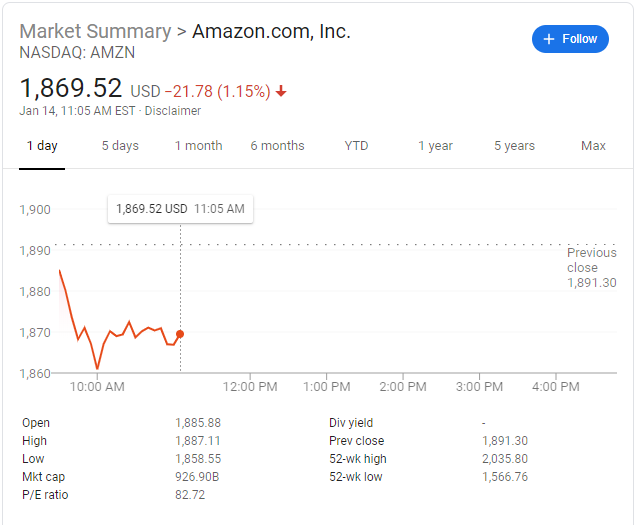 Market Summary > Amazon.com, Inc.
NASDAQ: AMZN
+ Follow
1,869.52 USD −21.78 (1.15%)
Jan 14, 11:05 AM EST · Disclaimer
1 day 5 days 1 month 6 months YTD 1 year 5 years Max
1,869.52 USD 11:05 AM
1,900
1,890
1,880
1,870
1,860
Previous
close
1,891.30
10:00 AM 12:00 PM 1:00 PM 2:00 PM 3:00 PM 4:00 PM
Open 1,885.88 Div yield -
High 1,887.11 Prev close 1,891.30
Low 1,858.55 52-wk high 2,035.80
Mkt cap 926.90B 52-wk low 1,566.76
P/E ratio 82.72